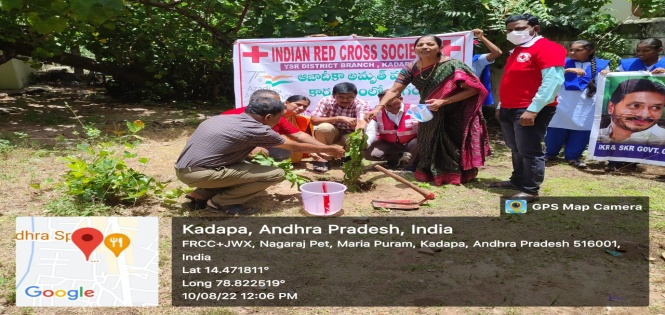 INDIAN RED CROSS SOCIE
YSR DISTRICT BRANCH, KADA
ఆజాదీకా అమృత్ మ
IKR & SKR GOVT. C
GPS Map Camera
Kadapa, Andhra Pradesh, India
FRCC+JWX, Nagaraj Pet, Maria Puram, Kadapa, Andhra Pradesh 516001,
India
Lat 14.471811°
Long 78.822519°
10/08/22 12:06 PM
dhra Sp
Google